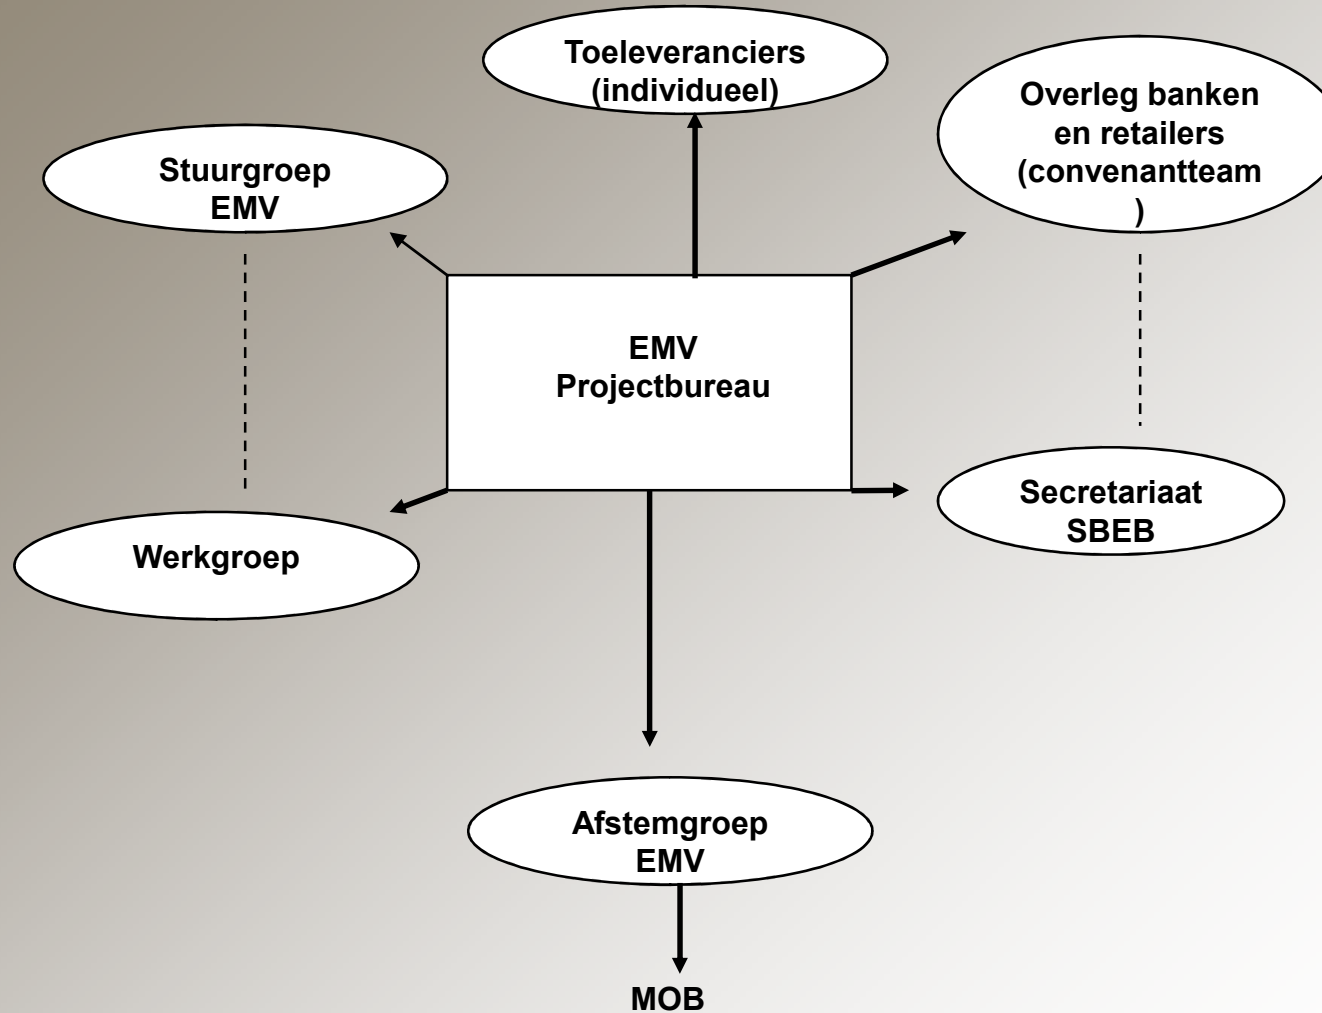 Toeleveranciers
(individueel)
Overleg banken
en retailers
(convenantteam
)
Stuurgroep
EMV
EMV
Projectbureau
Secretariaat
SBEB
Werkgroep
Afstemgroep
EMV
MOB